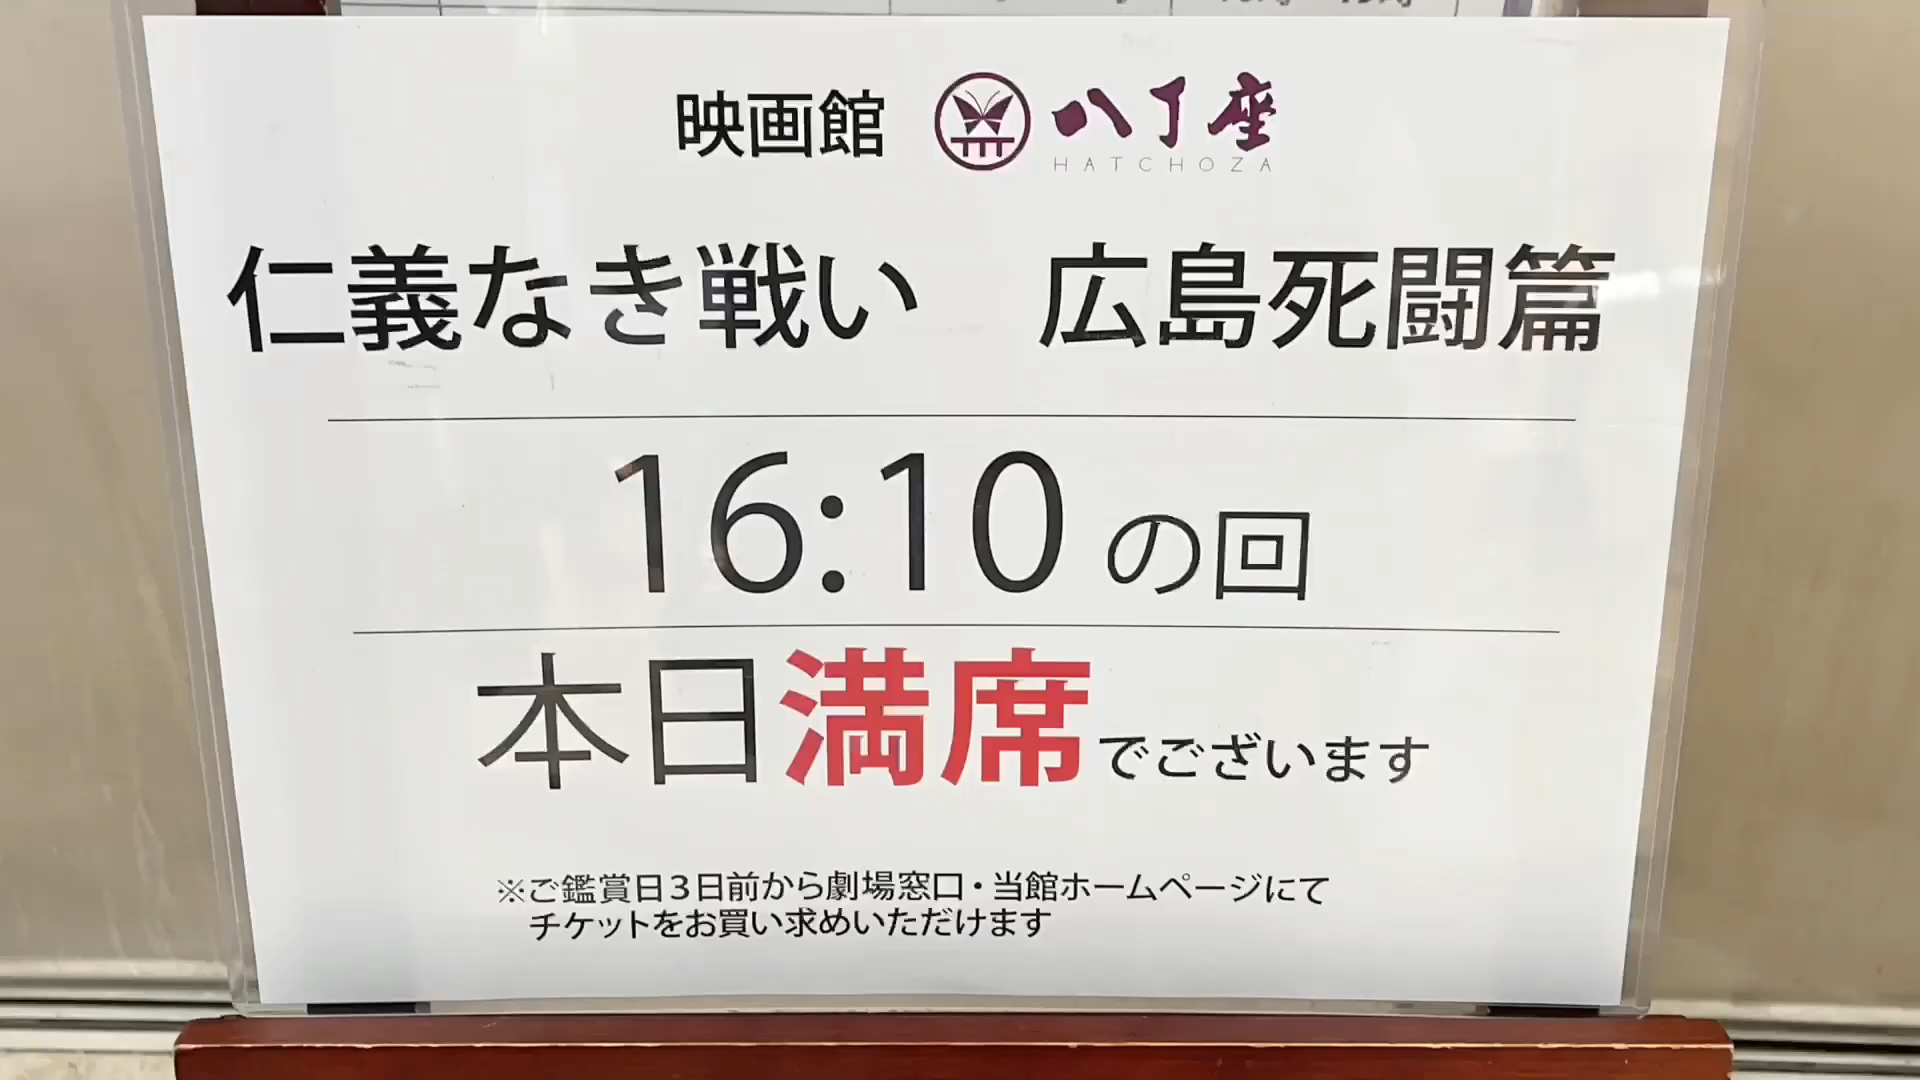 映画館 八丁座
HATCHOZA
仁義なき戦い 広島死闘篇
16:10 の回
本日満席でございます
※ご鑑賞日3日前から劇場窓口・当館ホームページにて
チケットをお買い求めいただけます